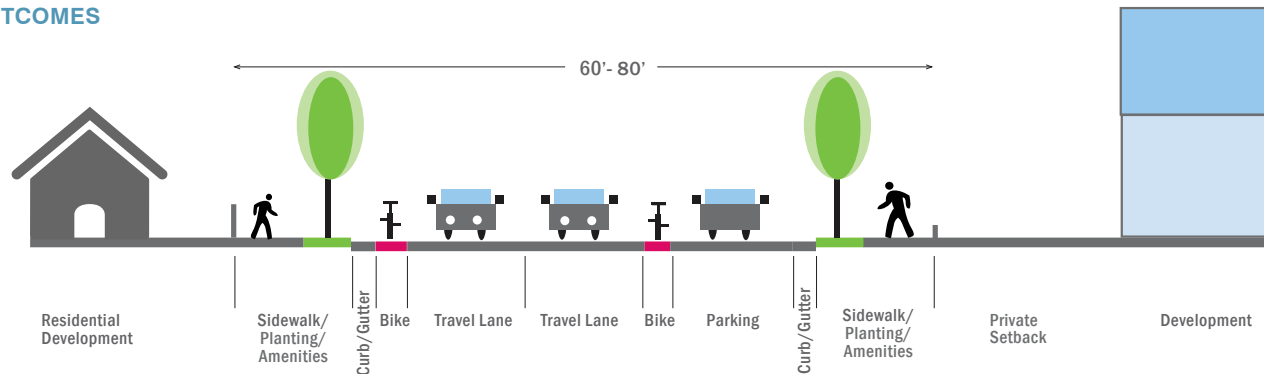 TCOMES
60’- 80’
Residential
Development
Sidewalk/
Planting/
Amenities
Curb/Gutter
Bike
Travel Lane
Travel Lane
Bike
Parking
Curb/Gutter
Sidewalk/
Planting/
Amenities
Private
Setback
Development